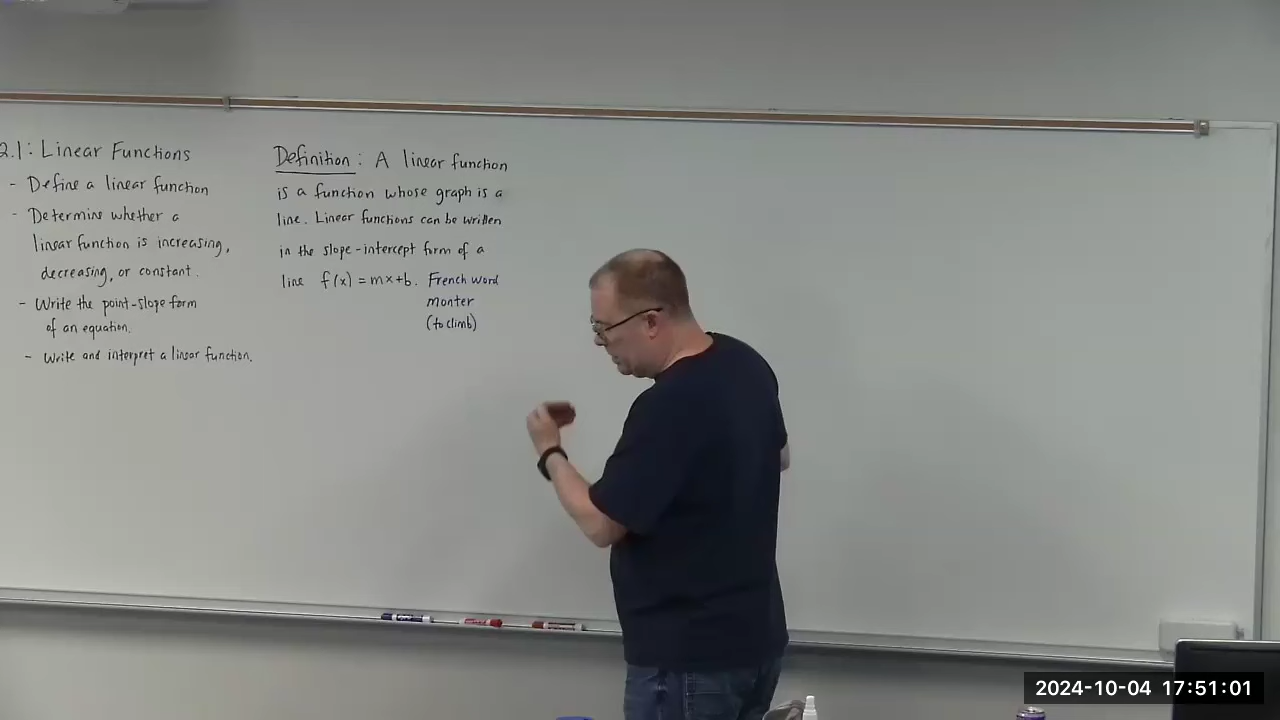 2.1: Linear Functions
- Define a linear function
- Determine whether a
linear function is increasing,
decreasing, or constant.
- Write the point-slope form
of an equation.
- Write and interpret a linear function.
Definition: A linear function
is a function whose graph is a
line. Linear functions can be written
in the slope-intercept form of a
line f(x) = mx+b. French word
monter
(to climb)
2024-10-04 17:51:01